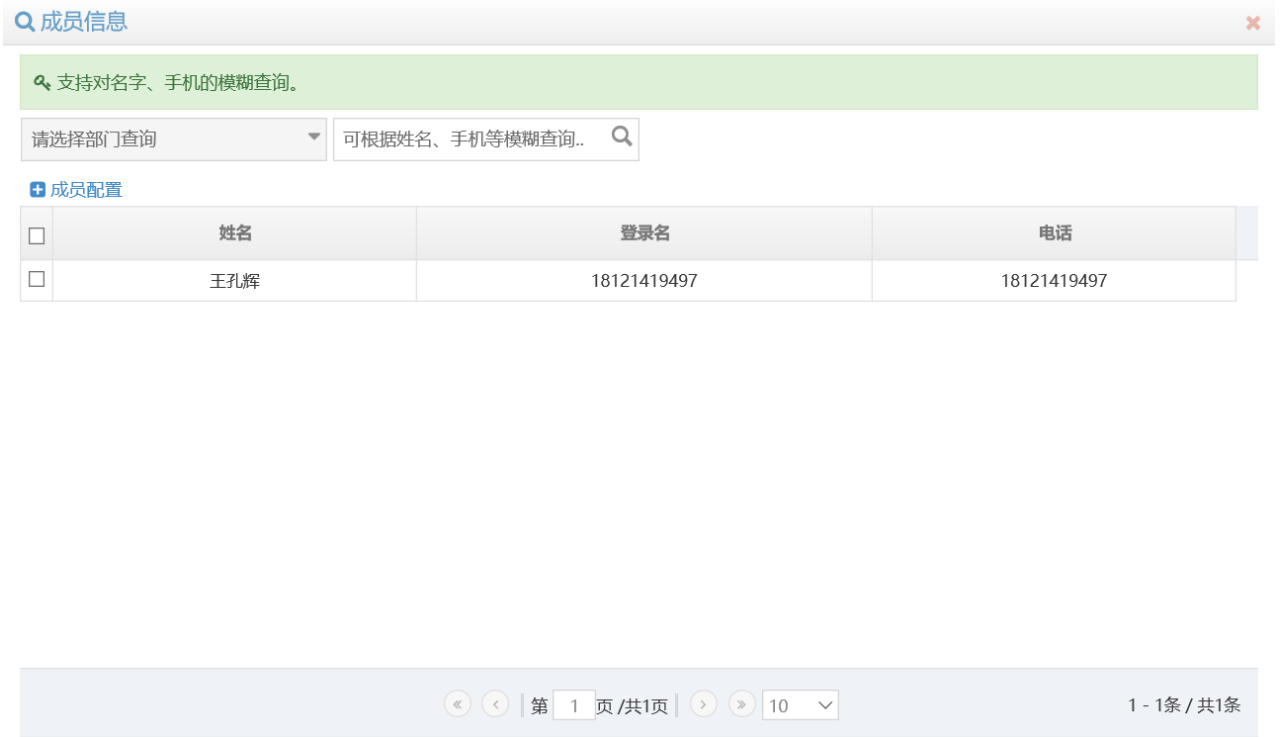 成员信息
支持对名字、手机的模糊查询。
请选择部门查询 可根据姓名、手机等模糊查询..
成员配置
姓名 登录名 电话
王孔辉 18121419497 18121419497
第 1 页 /共1页 10 1 - 1条 / 共1条